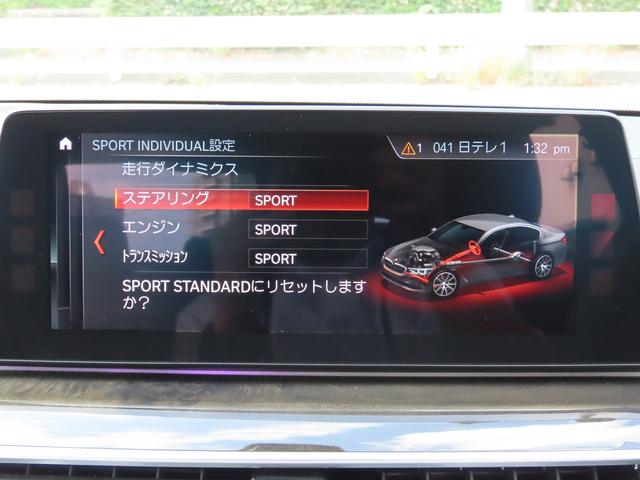 SPORT INDIVIDUAL設定
1 041 日テレ1 1:32 pm
走行ダイナミクス
ステアリング SPORT
エンジン SPORT
トランスミッション SPORT
SPORT STANDARDにリセットします
か?